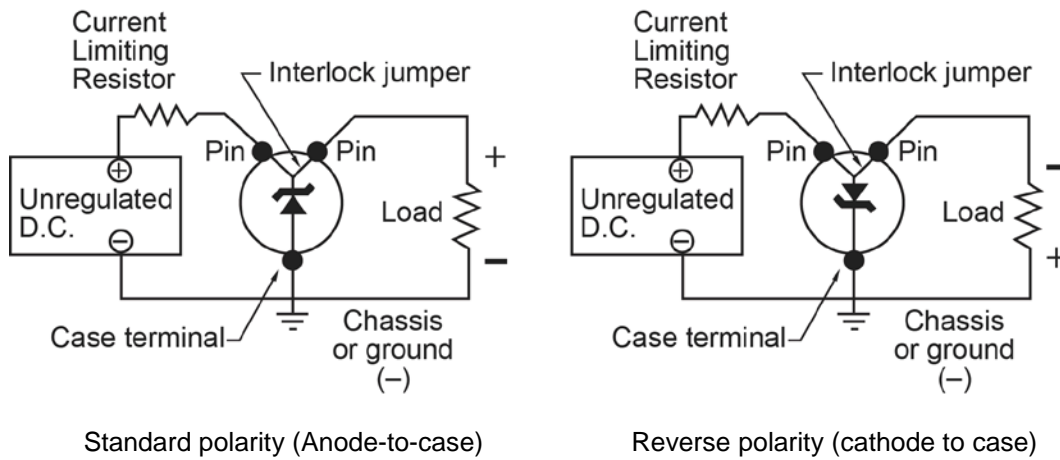 Current
Limiting
Resistor
Interlock jumper
Pin
Pin
+
+
Unregulated
D.C.
−
Load
−
Case terminal
Chassis
or ground
(−)
Standard polarity (Anode-to-case)
Current
Limiting
Resistor
Interlock jumper
Pin
Pin
−
+
Unregulated
D.C.
−
Load
+
Case terminal
Chassis
or ground
(−)
Reverse polarity (cathode to case)